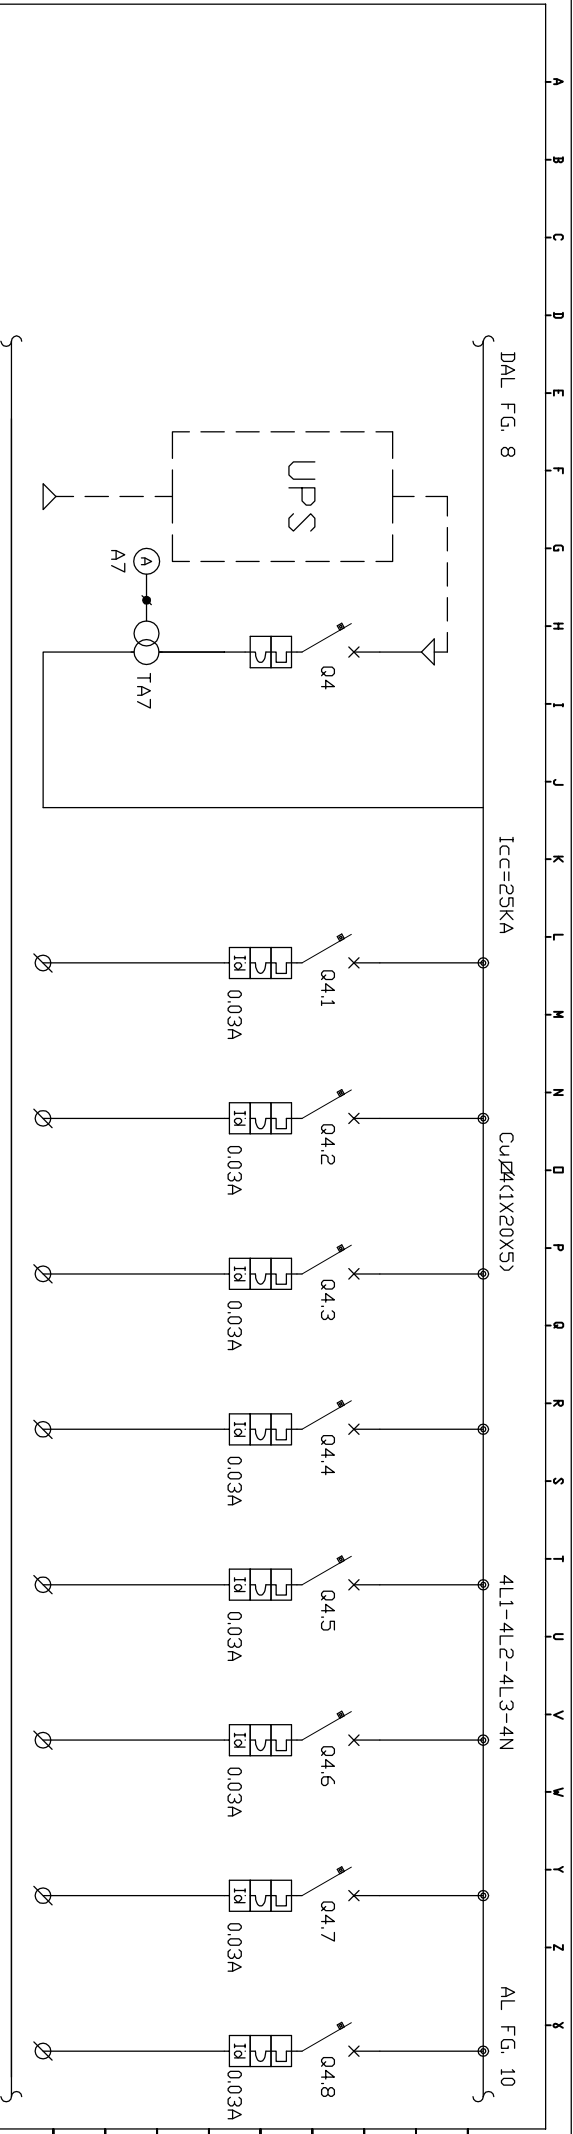 A B C D E F G H I J K L M N O P Q R S T U V W Y Z X
DAL FG. 8
Icc=25KA
4(1X20X5)
4L1-4L2-4L3-4N
AL FG. 10
UPS
Q4
Q4.1
Q4.2
Q4.3
Q4.4
Q4.5
Q4.6
Q4.7
Q4.8
Id
Id
Id
Id
Id
Id
Id
Id
0.03A
0.03A
0.03A
0.03A
0.03A
0.03A
0.03A
0.03A
A
A7
TA7